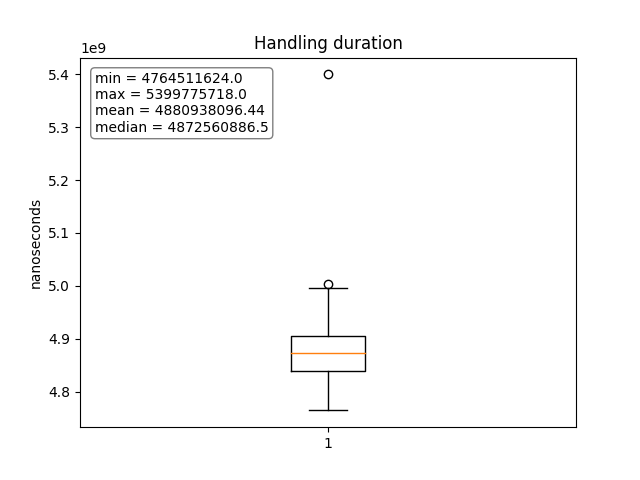 Handling duration
1e9
min = 4764511624.0
max = 5399775718.0
mean = 4880938096.44
median = 4872560886.5
5.4
5.3
5.2
5.1
5.0
4.9
4.8
nanoseconds
1